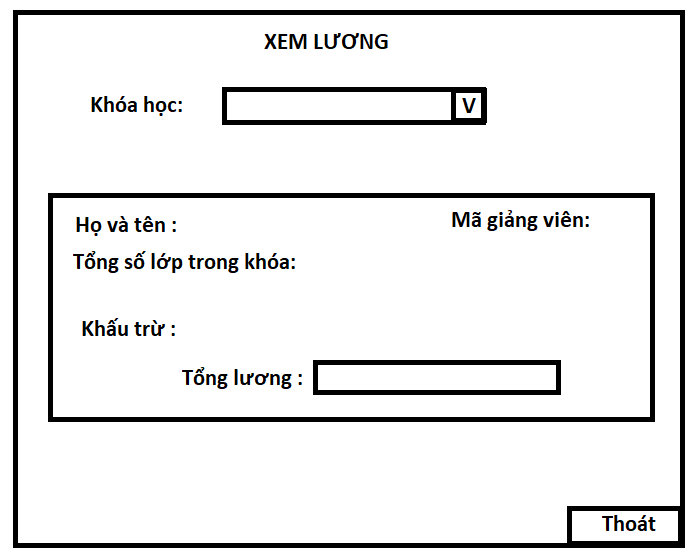 XEM LƯƠNG
Khóa học: V
Họ và tên : Mã giảng viên:
Tổng số lớp trong khóa:
Khấu trừ :
Tổng lương :
Thoát